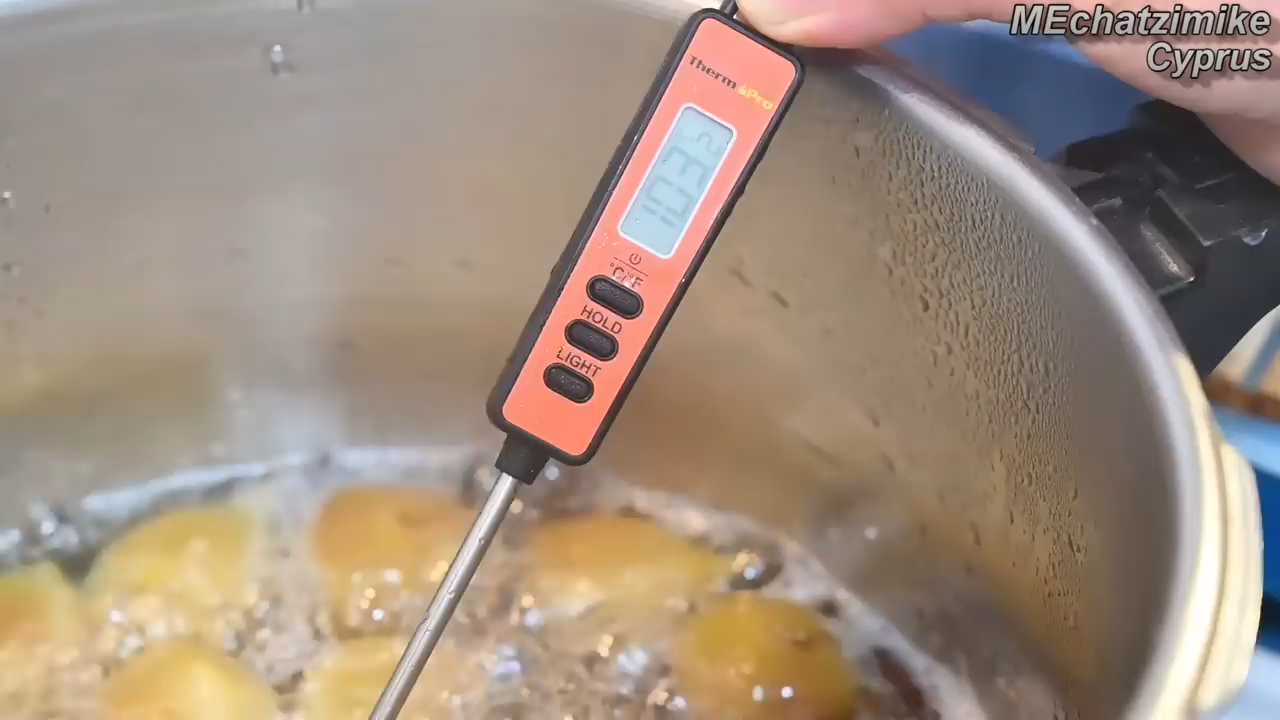 MEchatzimike
Cyprus
ThermoPro
103.2
°C/°F
HOLD
LIGHT